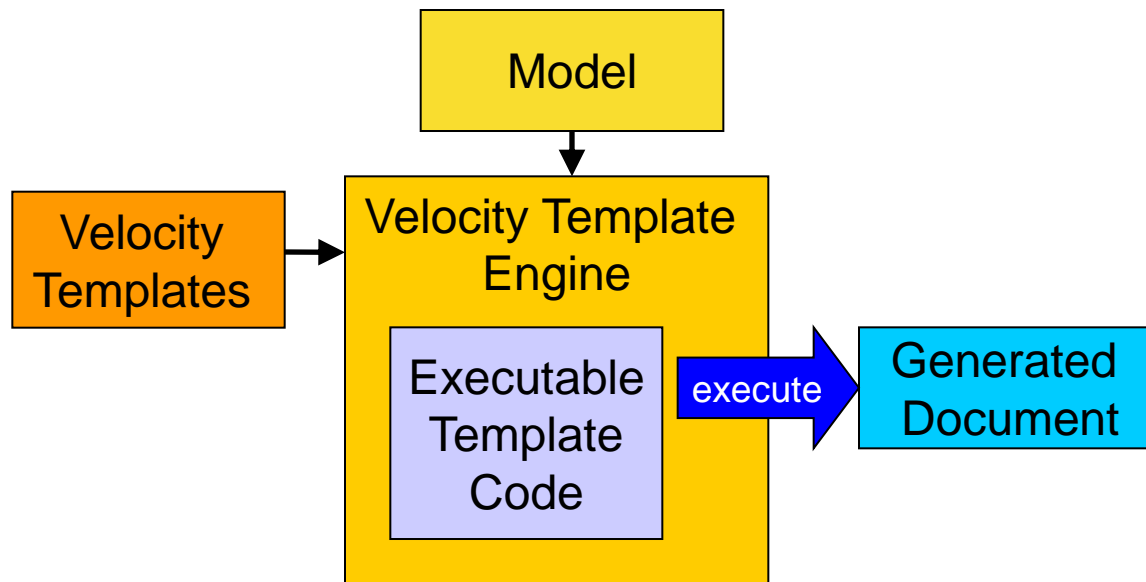 Model
Velocity
Templates
Velocity Template
Engine
Executable
Template
Code
execute
Generated
Document